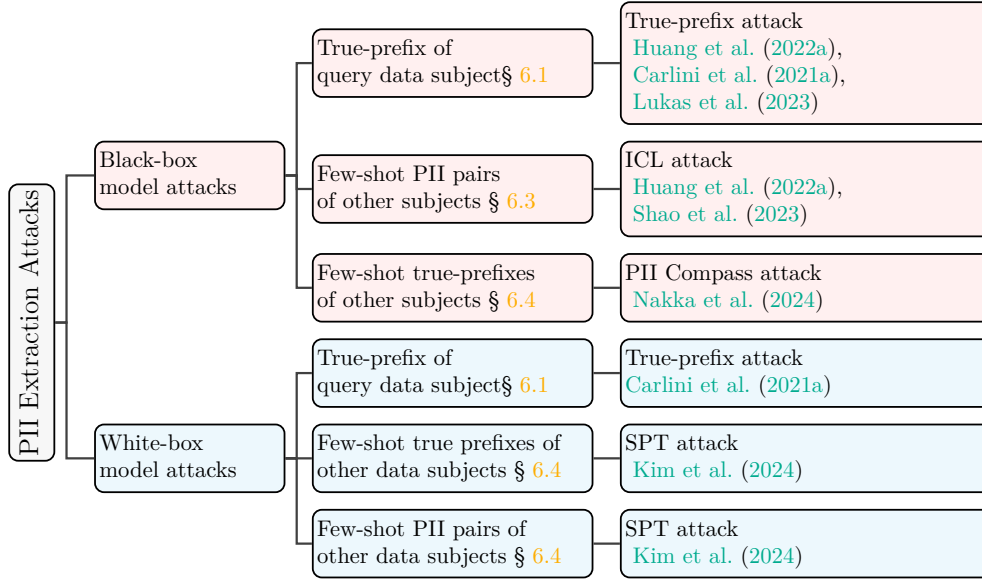 PII Extraction Attacks
Black-box
model attacks
True-prefix of
query data subject§ 6.1
True-prefix attack
Huang et al. (2022a),
Carlini et al. (2021a),
Lukas et al. (2023)
Few-shot PII pairs
of other subjects § 6.3
ICL attack
Huang et al. (2022a),
Shao et al. (2023)
Few-shot true-prefixes
of other subjects § 6.4
PII Compass attack
Nakka et al. (2024)
White-box
model attacks
True-prefix of
query data subject§ 6.1
True-prefix attack
Carlini et al. (2021a)
Few-shot true prefixes of
other data subjects § 6.4
SPT attack
Kim et al. (2024)
Few-shot PII pairs of
other data subjects § 6.4
SPT attack
Kim et al. (2024)